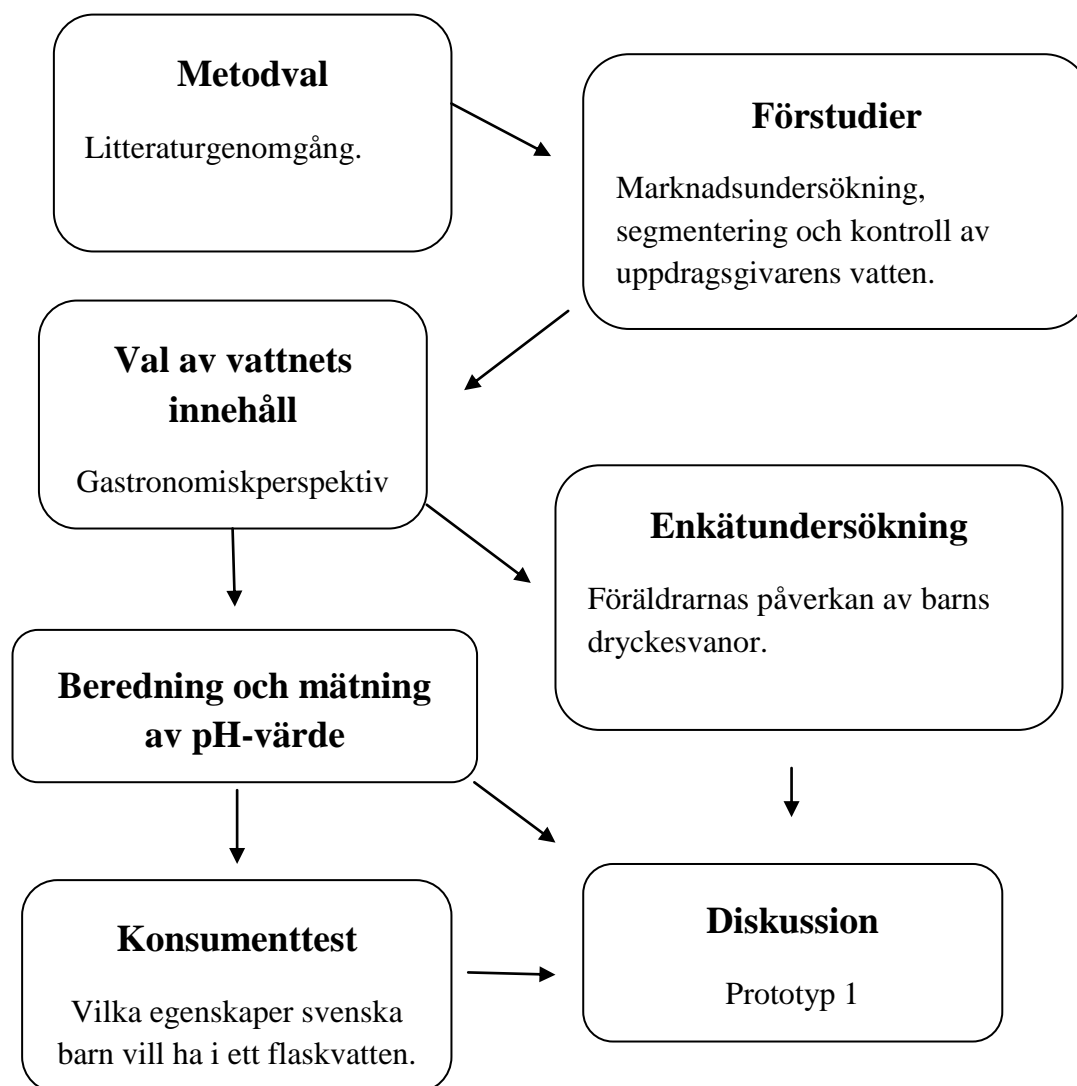 Metodval
Litteraturgenomgång.
Förstudier
Marknadsundersökning,
segmentering och kontroll av
uppdragsgivarens vatten.
Val av vattnets
innehåll
Gastronomiskperspektiv
Enkätundersökning
Föräldrarnas påverkan av barns
dryckesvanor.
Beredning och mätning
av pH-värde
Konsumenttest
Vilka egenskaper svenska
barn vill ha i ett flaskvatten.
Diskussion
Prototyp 1